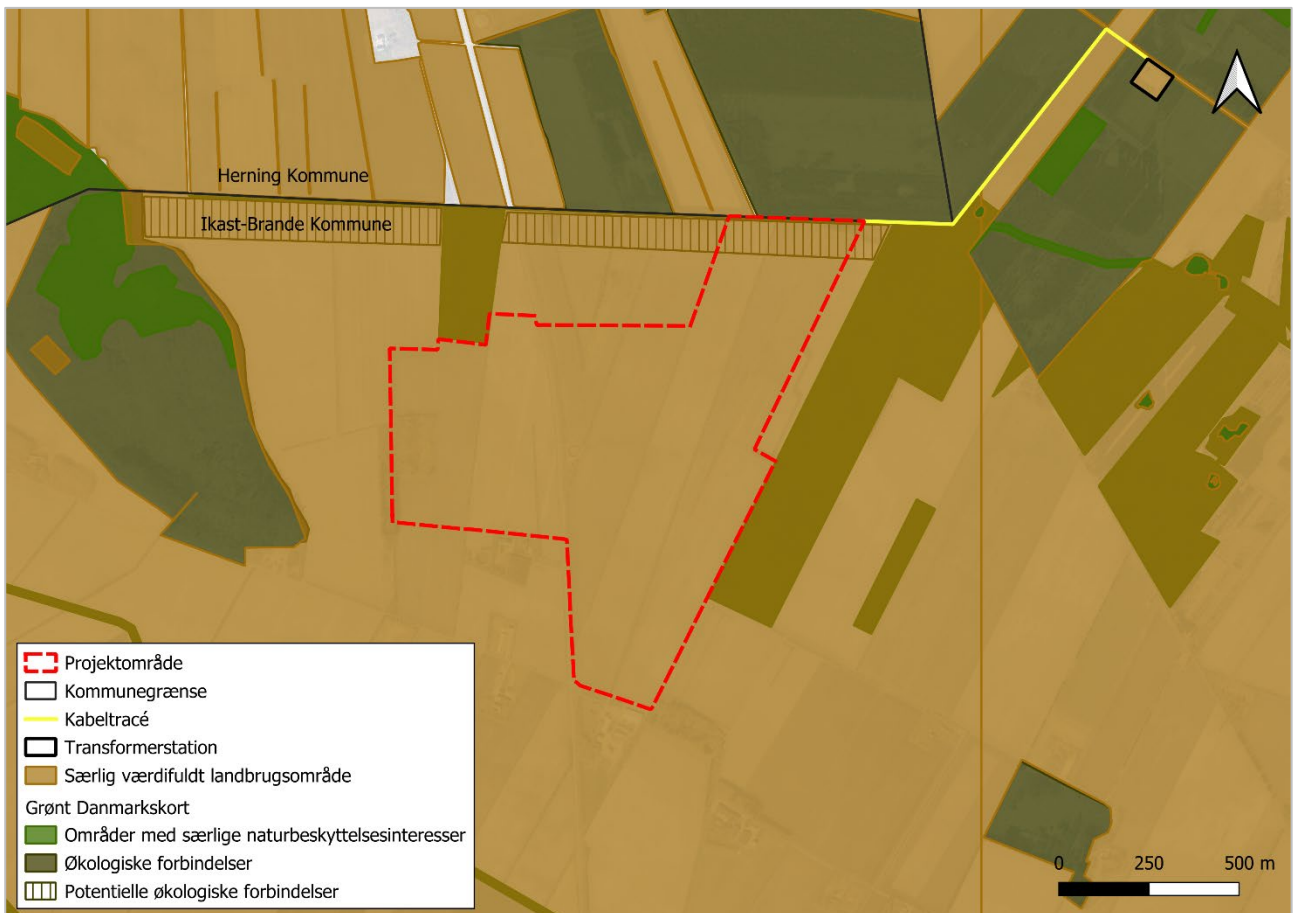 Herning Kommune
Ikast-Brande Kommune
Projektområde
Kommunegrænse
Kabeltracé
Transformerstation
Særlig værdifuldt landbrugsområde
Grønt Danmarkskort
Områder med særlige naturbeskyttelsesinteresser
Økologiske forbindelser
Potentielle økologiske forbindelser
0 250 500 m